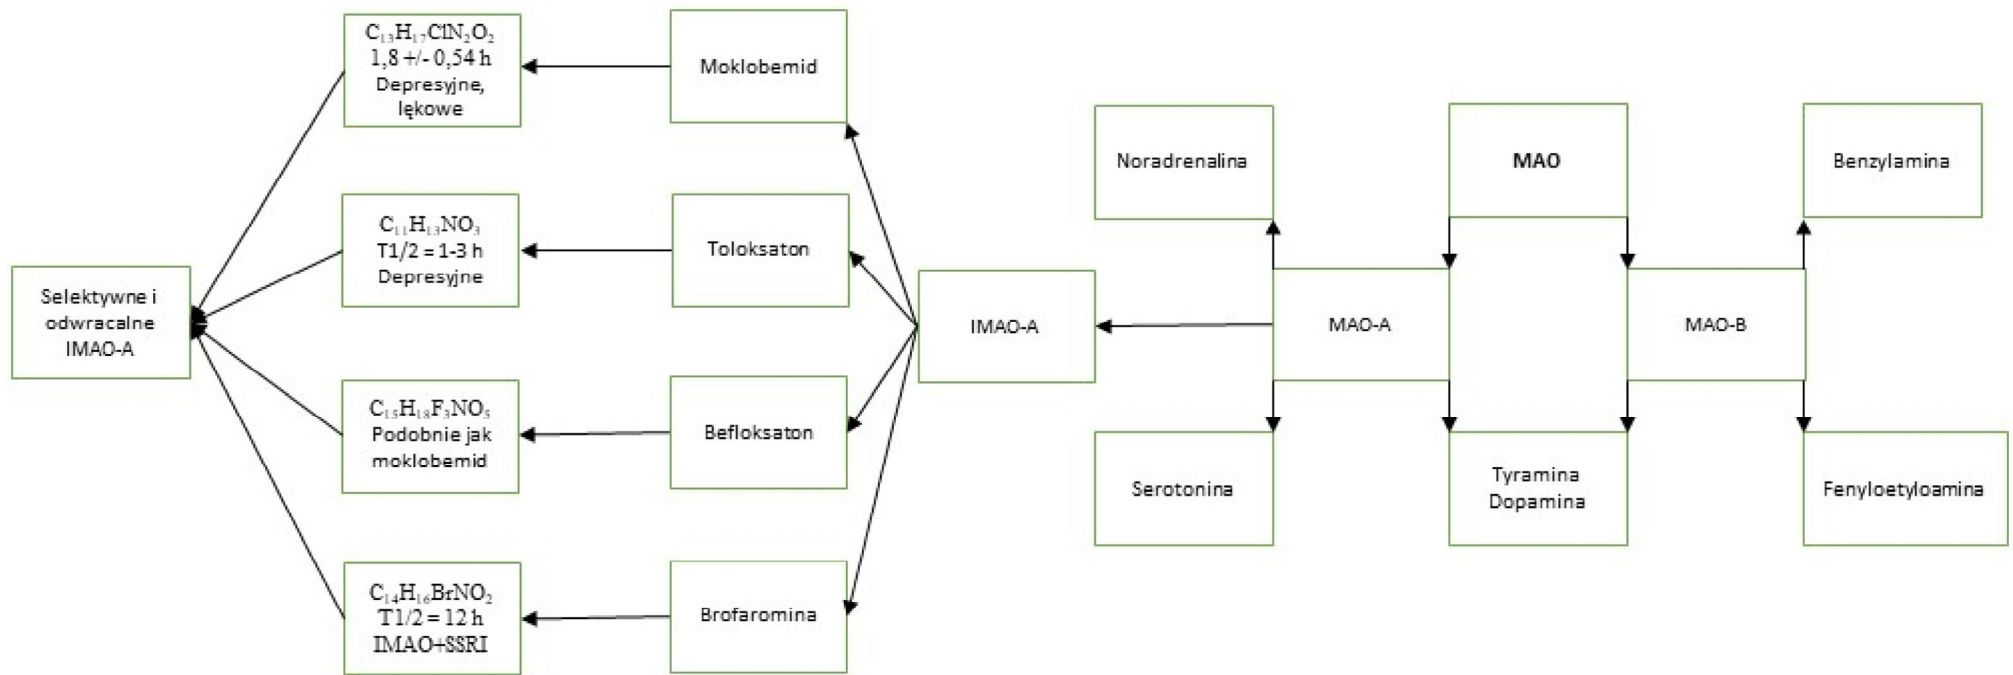 C₁₃H₁₇ClN₂O₂
1,8 +/- 0,54 h
Depresyjne,
lękowe
Moklobemid
Noradrenalina
MAO
Benzylamina
C₁₁H₁₃NO₃
T1/2 = 1-3 h
Depresyjne
Toloksaton
Selektywne i
odwracalne
IMAO-A
IMAO-A
MAO-A
MAO-B
C₁₅H₁₈F₃NO₅
Podobnie jak
moklobemid
Befloksaton
Serotonina
Tyramina
Dopamina
Fenyloetyloamina
C₁₄H₁₆BrNO₂
T1/2 = 12 h
IMAO+SSRI
Brofaromina